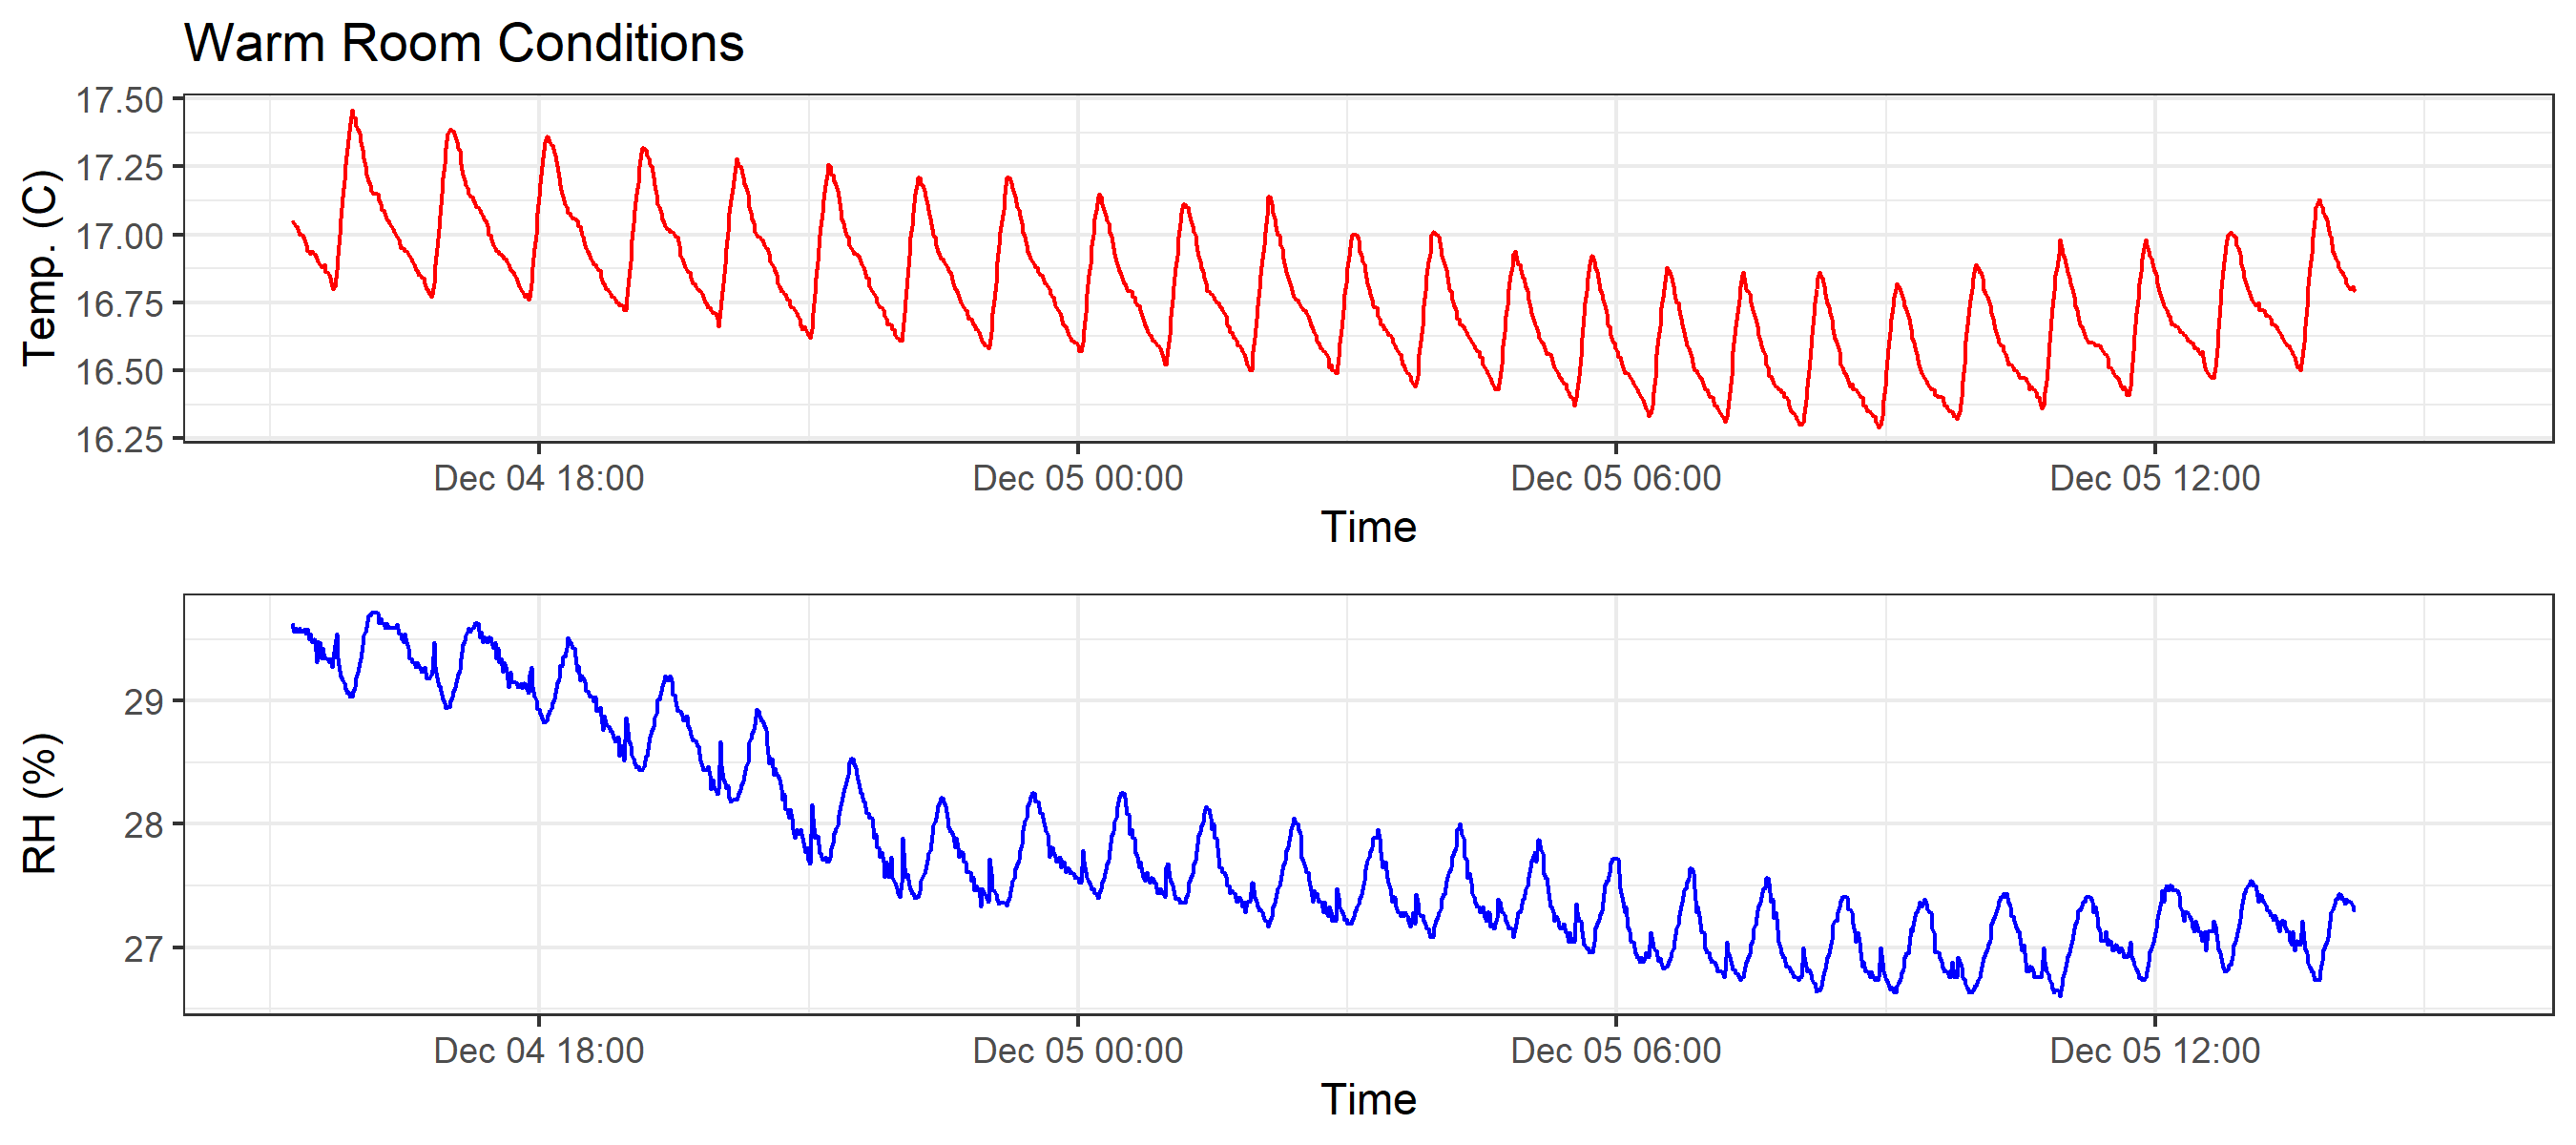 Warm Room Conditions
17.50
17.25
17.00
16.75
16.50
16.25
Temp. (C)
Dec 04 18:00 Dec 05 00:00 Dec 05 06:00 Dec 05 12:00
Time
29
28
27
RH (%)
Dec 04 18:00 Dec 05 00:00 Dec 05 06:00 Dec 05 12:00
Time